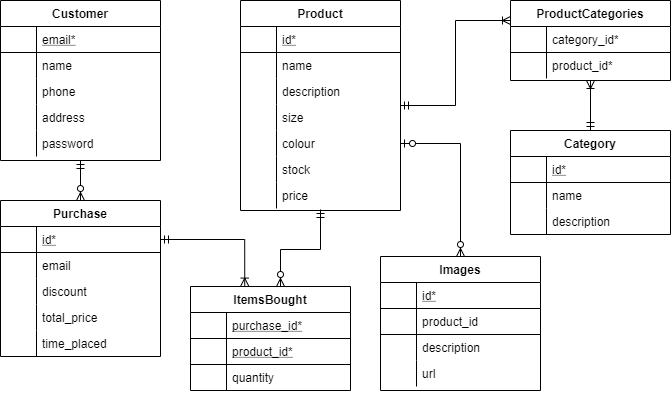 Customer
email*
name
phone
address
password
Product
id*
name
description
size
colour
stock
price
ProductCategories
category_id*
product_id*
Category
id*
name
description
Purchase
id*
email
discount
total_price
time_placed
ItemsBought
purchase_id*
product_id*
quantity
Images
id*
product_id
description
url